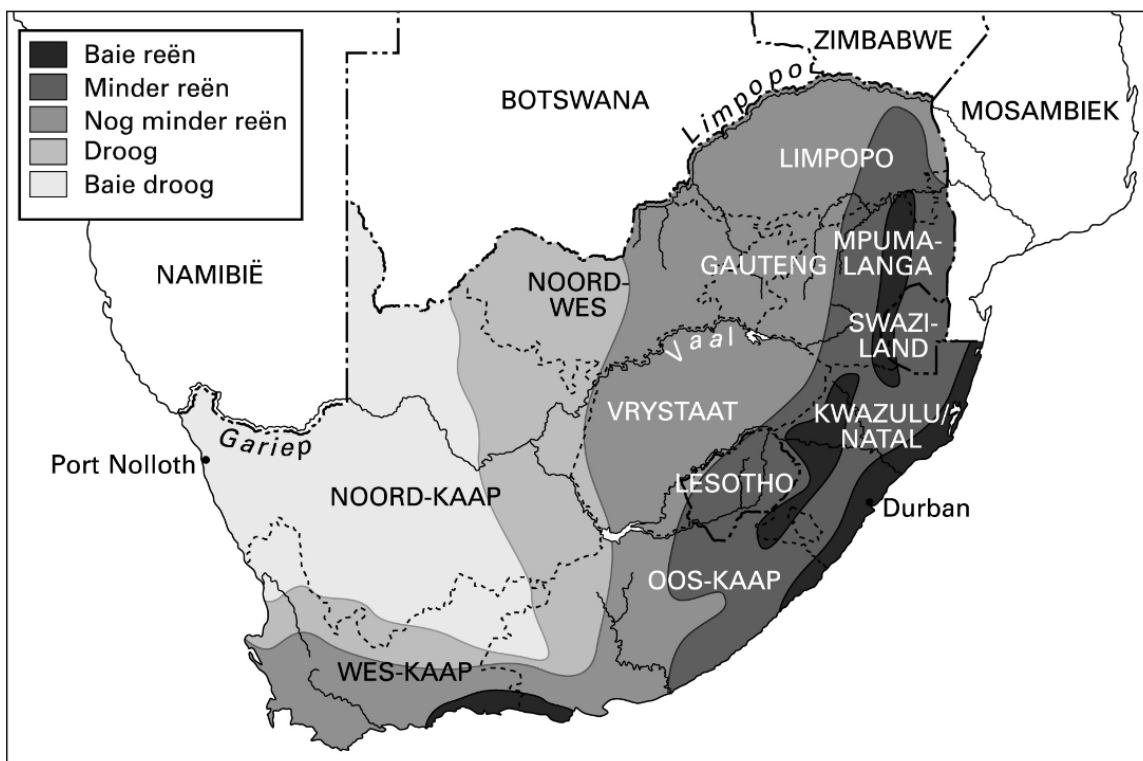 Baie reën
Minder reën
Nog minder reën
Droog
Baie droog
ZIMBABWE
BOTSWANA
Limpopo
MOSAMBIEK
LIMPOPO
NAMIBIË
NOORD-
WES
GAUTENG
MPUMA-
LANGA
SWAZI-
LAND
Vaal
VRYSTAAT
KWAZULU/
NATAL
Gariep
Port Nolloth
NOORD-KAAP
LESOTHO
Durban
OOS-KAAP
WES-KAAP